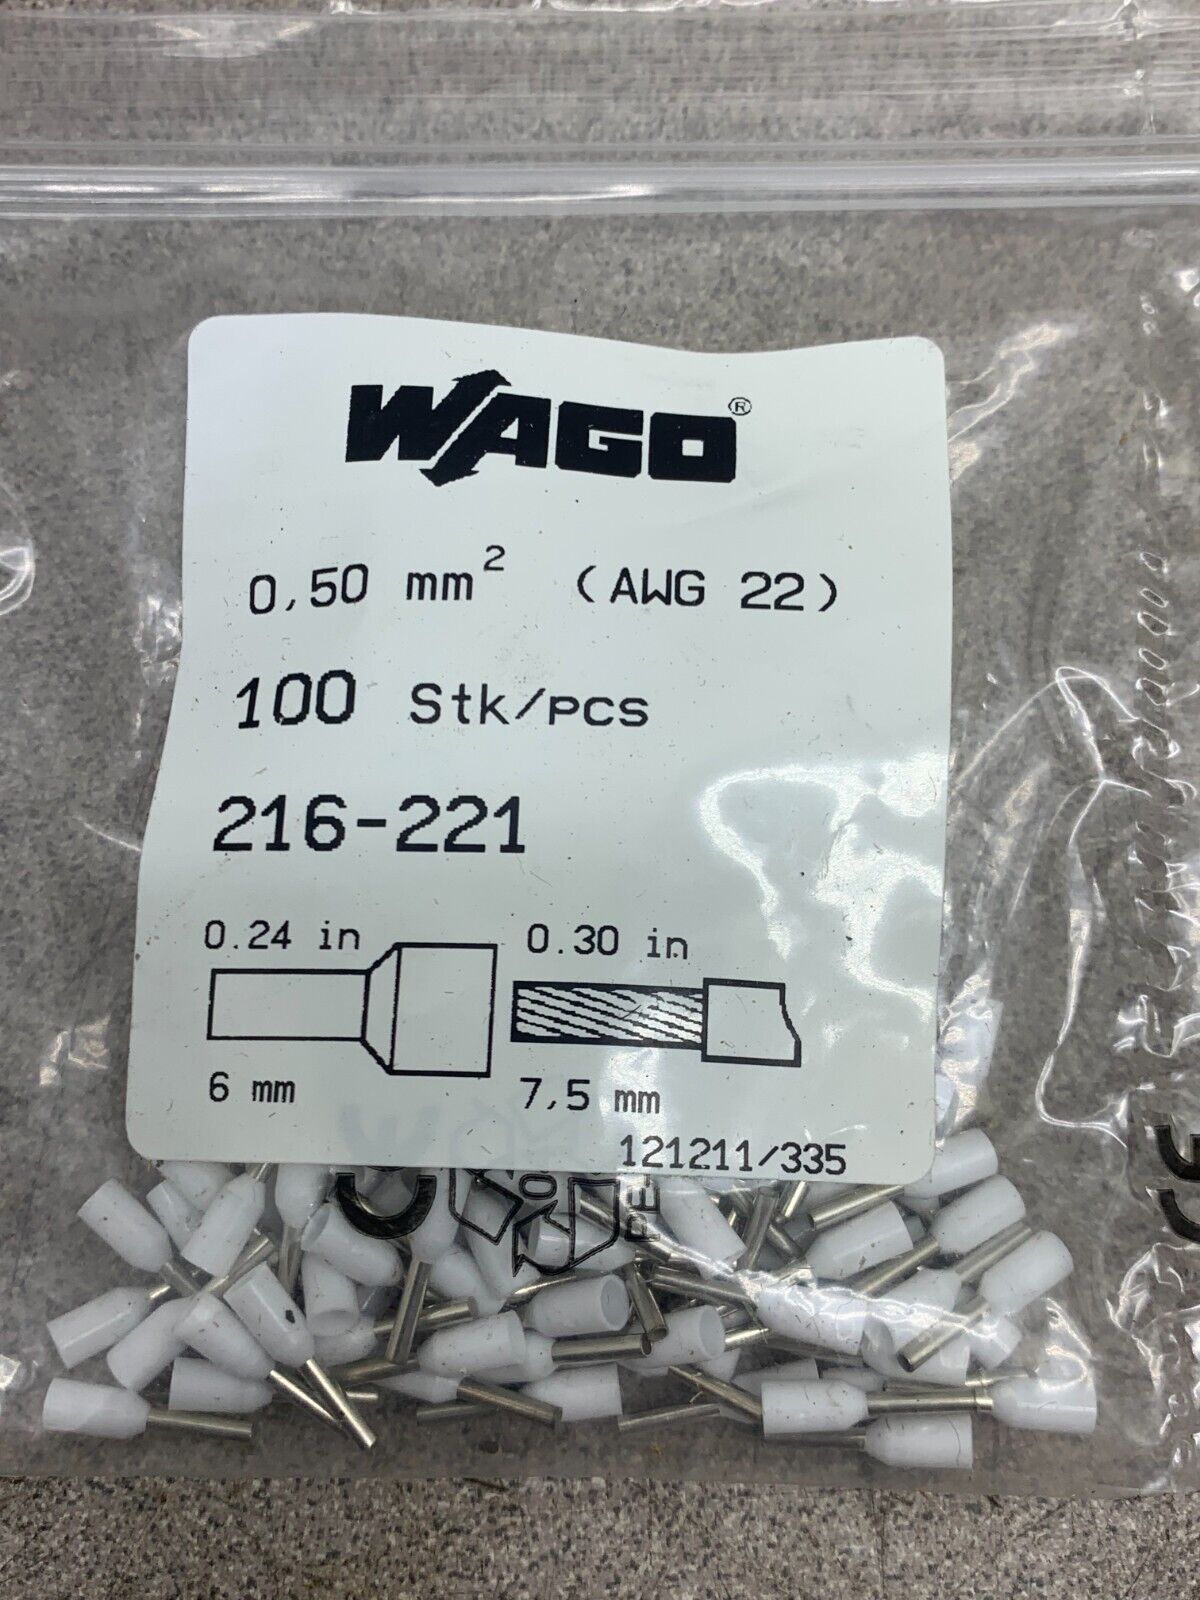 WAGO®
0,50 mm² (AWG 22)
100 Stk/pcs
216-221
0.24 in 0.30 in
6 mm 7,5 mm
121211/335
CE